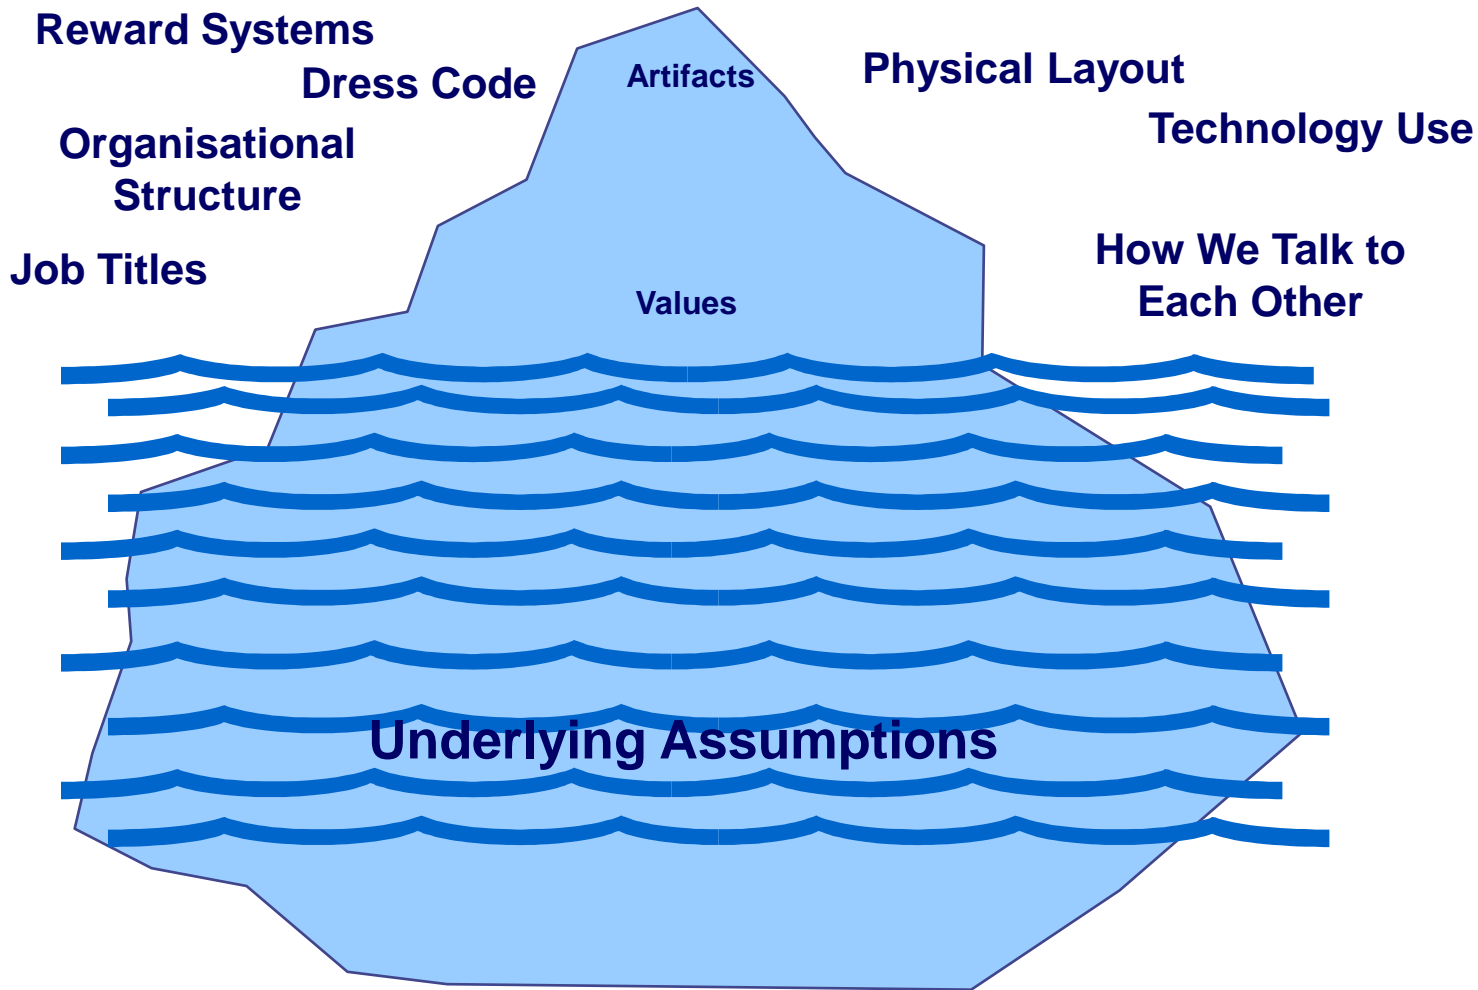 Reward Systems
Dress Code
Artifacts
Physical Layout
Technology Use
Organisational
Structure
Job Titles
How We Talk to
Each Other
Values
Underlying Assumptions